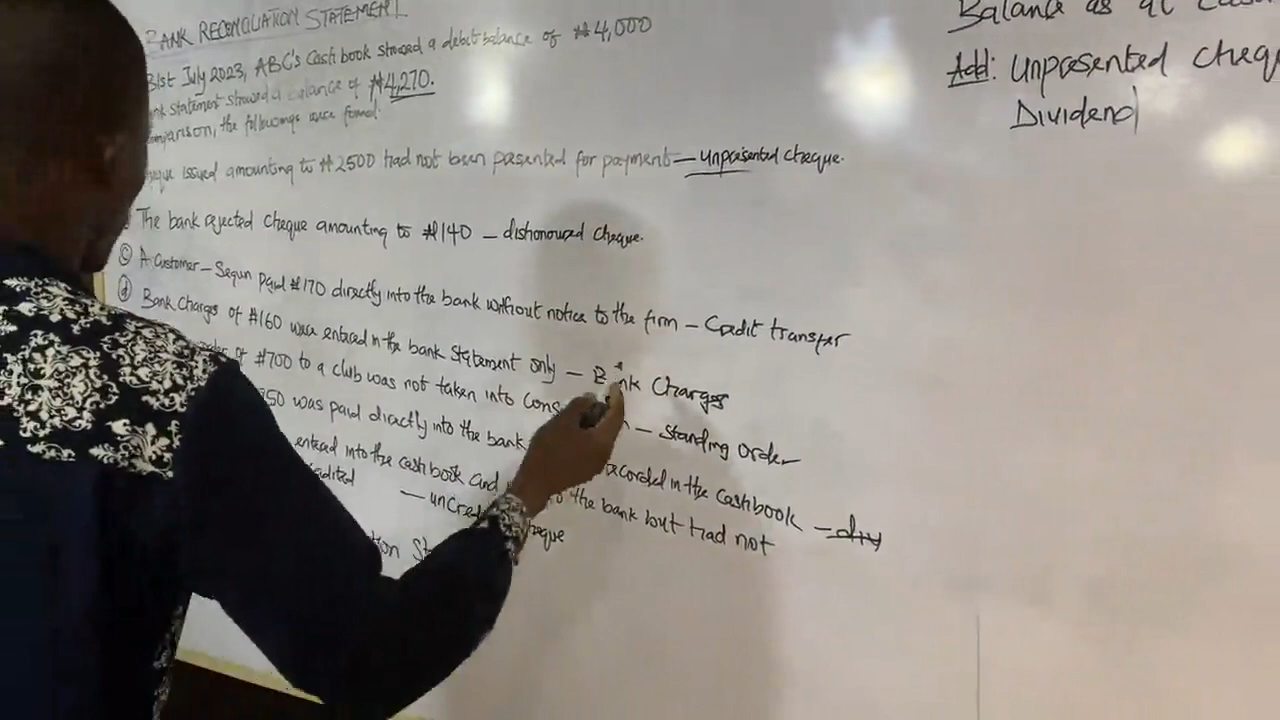 BANK RECONCILIATION STATEMENT
31st July 2023, ABC's Cash book showed a debit balance of ₦4,000
statement showed a balance of ₦4,270.
the followings were found:
issued amounting to ₦2500 had not been presented for payment — unpresented cheque.
The bank rejected cheque amounting to ₦140 — dishonoured cheque.
(c) A customer — Segun paid ₦170 directly into the bank without notice to the firm — Credit transfer
(d) Bank Charges of ₦160 were entered in the bank statement only — Bank Charges
of ₦700 to a club was not taken into — Standing order
was paid directly into the bank recorded in the cashbook — div
entered into the cashbook and the bank but had not
credited — cheque
Balance as at
Add: Unpresented
Dividend